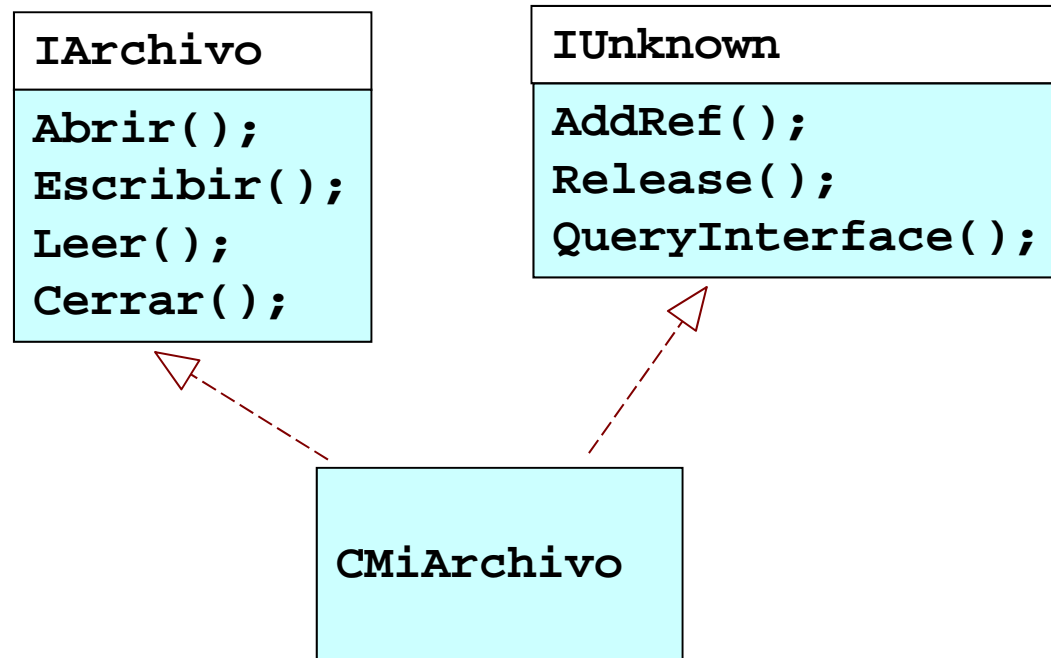 IArchivo
Abrir();
Escribir();
Leer();
Cerrar();
IUnknown
AddRef();
Release();
QueryInterface();
CMiArchivo